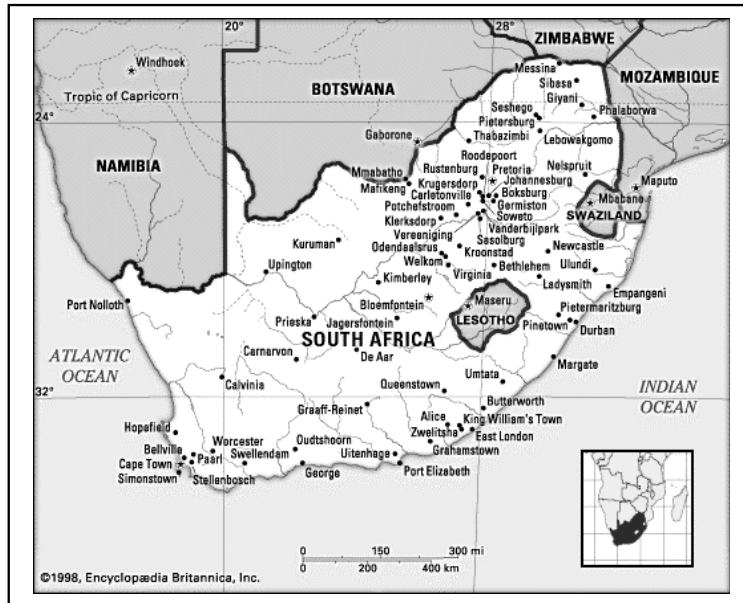 20°
28°
ZIMBABWE
Windhoek
Messina
Sibasa
MOZAMBIQUE
BOTSWANA
Tropic of Capricorn
Giyani
24°
Seshego
Phalaborwa
Pietersburg
Gaborone
Thabazimbi
Lebowakgomo
NAMIBIA
Roodepoort
Mmabatho
Rustenburg
Pretoria
Nelspruit
Mafikeng
Krugersdorp
Johannesburg
Maputo
Carletonville
Boksburg
Mbabane
Potchefstroom
Germiston
Klerksdorp
Soweto
SWAZILAND
Vereeniging
Vanderbijlpark
Kuruman
Sasolburg
Odendaalsrus
Kroonstad
Newcastle
Welkom
Upington
Virginia
Bethlehem
Ulundi
Kimberley
Ladysmith
Port Nolloth
Bloemfontein
Maseru
Empangeni
Pietermaritzburg
Prieska
Jagersfontein
LESOTHO
Pinetown
Durban
SOUTH AFRICA
ATLANTIC
OCEAN
Carnarvon
De Aar
Margate
Calvinia
Queenstown
Umtata
INDIAN
OCEAN
32°
Graaff-Reinet
Butterworth
Hopefield
Alice
King William's Town
Zwelitsha
East London
Bellville
Worcester
Oudtshoorn
Grahamstown
Cape Town
Paarl
Swellendam
Uitenhage
Simonstown
Stellenbosch
George
Port Elizabeth
0 150 300 mi
0 200 400 km
©1998, Encyclopædia Britannica, Inc.